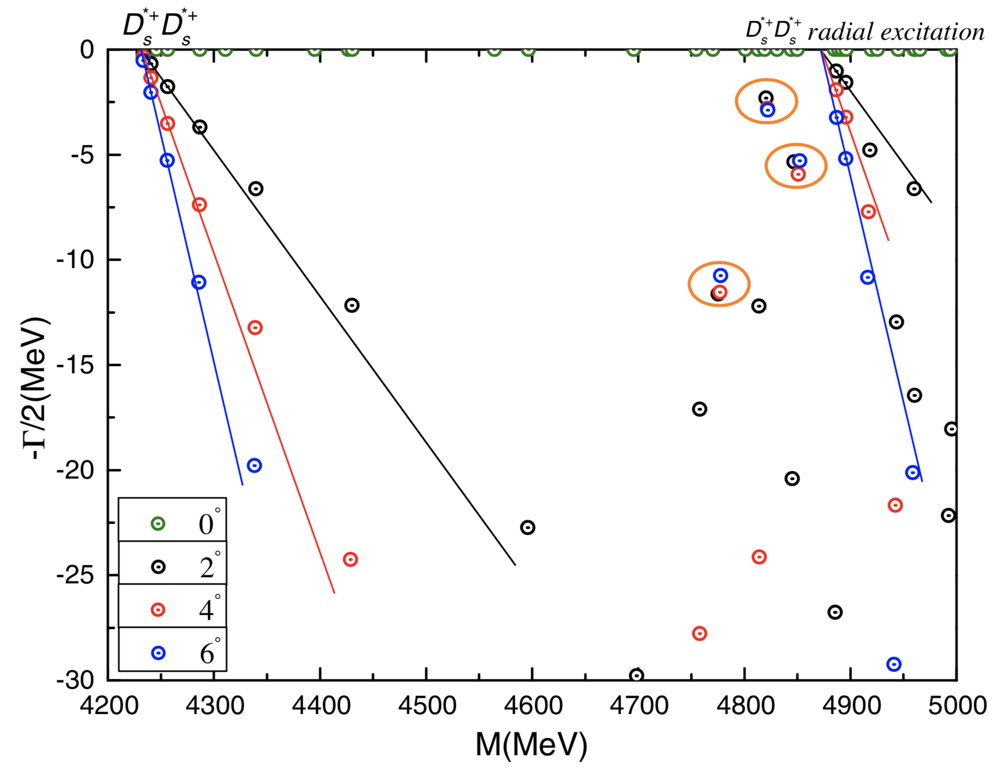 D_s^{*+} D_s^{*+}
D_s^{*+} D_s^{*+} radial excitation
0
-5
-10
-15
-20
-25
-30
-Γ/2(MeV)
0°
2°
4°
6°
4200 4300 4400 4500 4600 4700 4800 4900 5000
M(MeV)